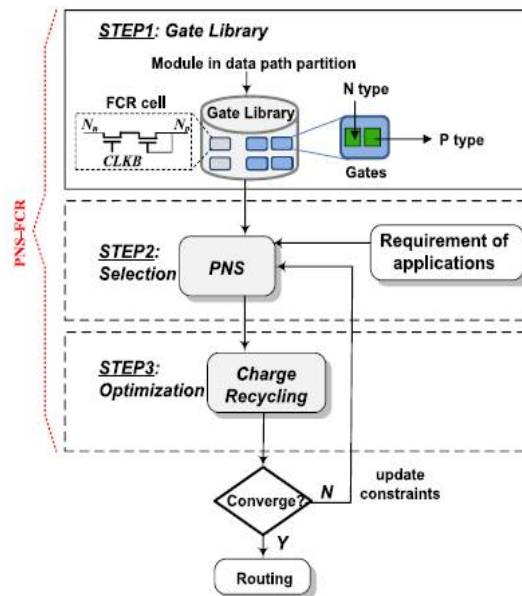 STEP1: Gate Library
Module in data path partition
FCR cell
Gate Library
N type
Nn
Np
CLKB
P type
Gates
PNS-FCR
STEP2:
Selection
PNS
Requirement of
applications
STEP3:
Optimization
Charge
Recycling
Converge?
N
update
constraints
Y
Routing